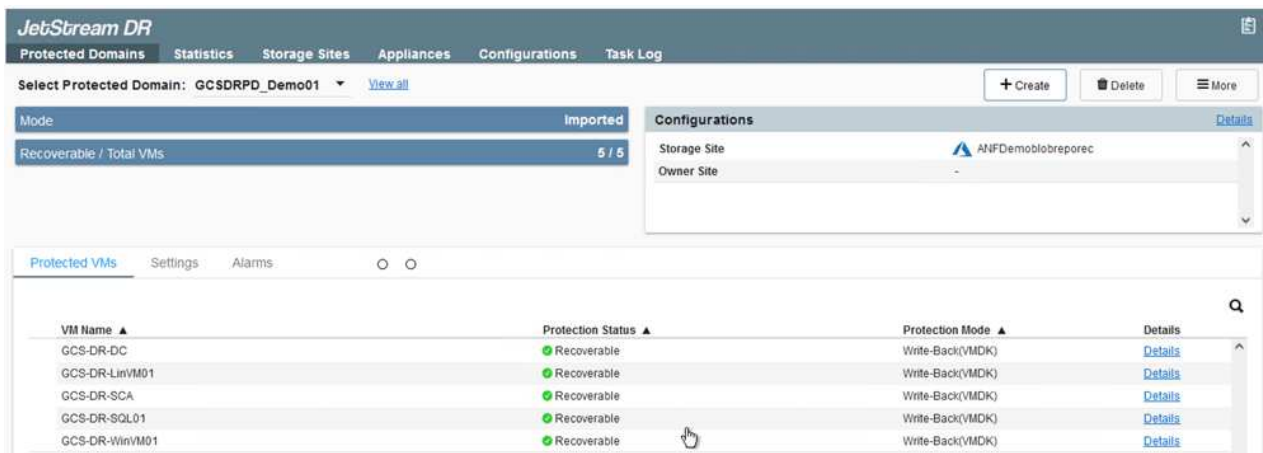 JetStream DR
Protected Domains Statistics Storage Sites Appliances Configurations Task Log
Select Protected Domain: GCSDRPD_Demo01 View all + Create Delete More
Mode Imported
Recoverable / Total VMs 5 / 5
Configurations Details
Storage Site ANFDemoblobreporec
Owner Site -
Protected VMs Settings Alarms
VM Name ▲ Protection Status ▲ Protection Mode ▲ Details
GCS-DR-DC Recoverable Write-Back(VMDK) Details
GCS-DR-LinVM01 Recoverable Write-Back(VMDK) Details
GCS-DR-SCA Recoverable Write-Back(VMDK) Details
GCS-DR-SQL01 Recoverable Write-Back(VMDK) Details
GCS-DR-WinVM01 Recoverable Write-Back(VMDK) Details